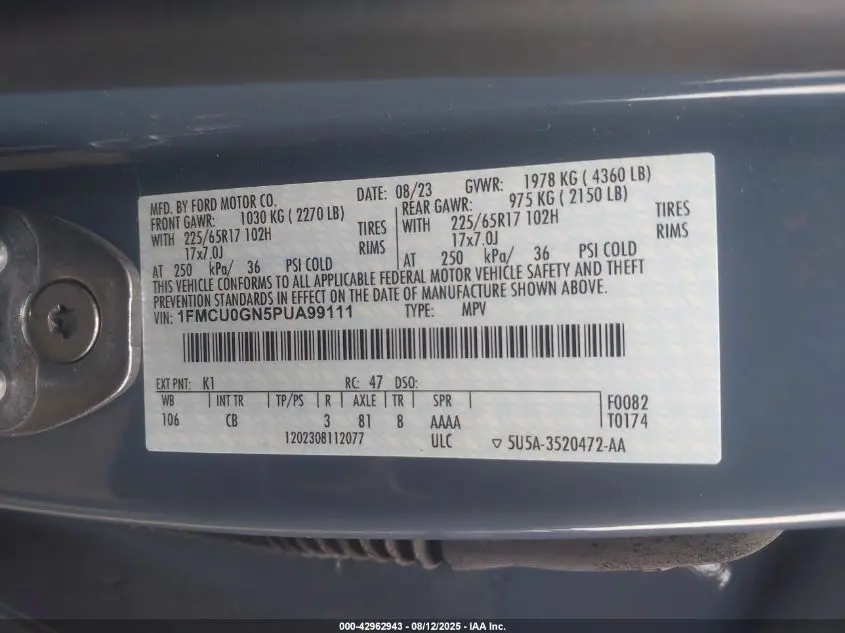 MFD. BY FORD MOTOR CO. DATE: 08/23 GVWR: 1978 KG ( 4360 LB)
FRONT GAWR: 1030 KG ( 2270 LB) REAR GAWR: 975 KG ( 2150 LB)
WITH 225/65R17 102H TIRES WITH 225/65R17 102H TIRES
17x7.0J RIMS 17x7.0J RIMS
AT 250 kPa/ 36 PSI COLD AT 250 kPa/ 36 PSI COLD
THIS VEHICLE CONFORMS TO ALL APPLICABLE FEDERAL MOTOR VEHICLE SAFETY AND THEFT
PREVENTION STANDARDS IN EFFECT ON THE DATE OF MANUFACTURE SHOWN ABOVE.
VIN: 1FMCU0GN5PUA99111 TYPE: MPV
EXT PNT: K1 RC: 47 DSO:
WB INT TR TP/PS R AXLE TR SPR F0082
106 CB 3 81 8 AAAA T0174
1202308112077 ULC ▽ 5U5A-3520472-AA
000-42962943 - 08/12/2025 - IAA Inc.